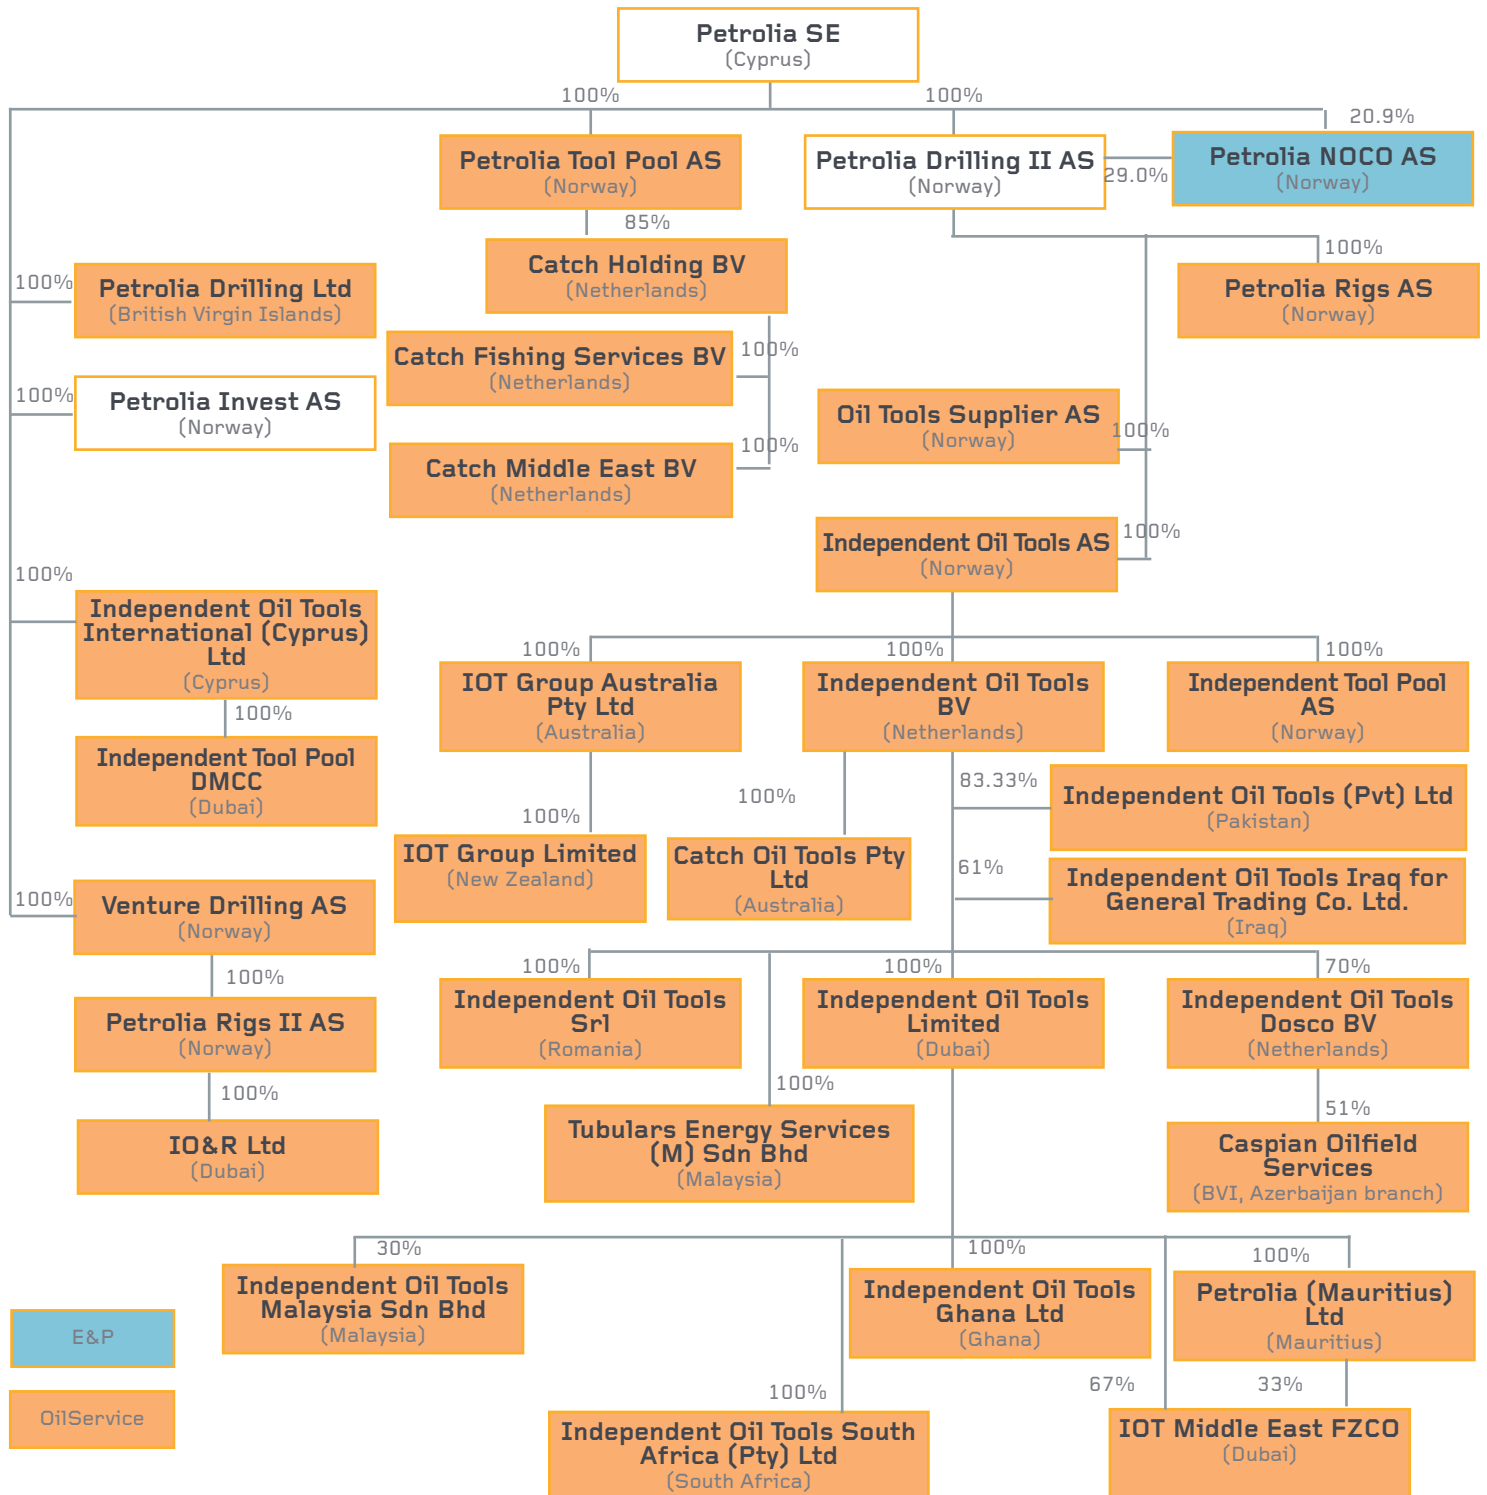 Petrolia SE
(Cyprus)
100%
100%
20.9%
Petrolia Tool Pool AS
(Norway)
Petrolia Drilling II AS
(Norway)
29.0%
Petrolia NOCO AS
(Norway)
85%
100%
Petrolia Drilling Ltd
(British Virgin Islands)
Catch Holding BV
(Netherlands)
100%
Petrolia Rigs AS
(Norway)
Catch Fishing Services BV
(Netherlands)
100%
100%
Petrolia Invest AS
(Norway)
Oil Tools Supplier AS
(Norway)
100%
Catch Middle East BV
(Netherlands)
100%
Independent Oil Tools AS
(Norway)
100%
100%
Independent Oil Tools
International (Cyprus)
Ltd
(Cyprus)
100%
Independent Tool Pool
DMCC
(Dubai)
100%
IOT Group Australia
Pty Ltd
(Australia)
100%
Independent Oil Tools
BV
(Netherlands)
100%
Independent Tool Pool
AS
(Norway)
100%
IOT Group Limited
(New Zealand)
100%
Catch Oil Tools Pty
Ltd
(Australia)
83.33%
Independent Oil Tools (Pvt) Ltd
(Pakistan)
61%
Independent Oil Tools Iraq for
General Trading Co. Ltd.
(Iraq)
100%
Venture Drilling AS
(Norway)
100%
Petrolia Rigs II AS
(Norway)
100%
IO&R Ltd
(Dubai)
100%
Independent Oil Tools
Srl
(Romania)
100%
Independent Oil Tools
Limited
(Dubai)
70%
Independent Oil Tools
Dosco BV
(Netherlands)
100%
Tubulars Energy Services
(M) Sdn Bhd
(Malaysia)
51%
Caspian Oilfield
Services
(BVI, Azerbaijan branch)
30%
Independent Oil Tools
Malaysia Sdn Bhd
(Malaysia)
100%
Independent Oil Tools
Ghana Ltd
(Ghana)
100%
Petrolia (Mauritius)
Ltd
(Mauritius)
E&P
OilService
100%
Independent Oil Tools South
Africa (Pty) Ltd
(South Africa)
67%
33%
IOT Middle East FZCO
(Dubai)